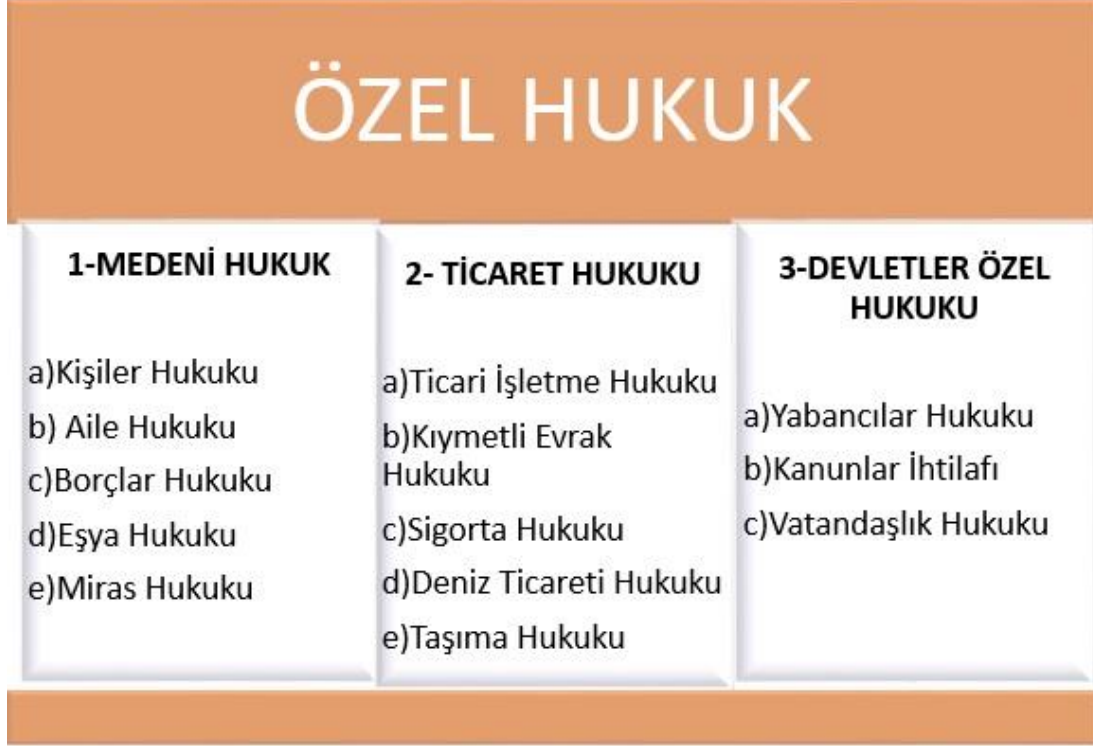 ÖZEL HUKUK
1-MEDENİ HUKUK
a)Kişiler Hukuku
b) Aile Hukuku
c)Borçlar Hukuku
d)Eşya Hukuku
e)Miras Hukuku
2- TİCARET HUKUKU
a)Ticari İşletme Hukuku
b)Kıymetli Evrak
Hukuku
c)Sigorta Hukuku
d)Deniz Ticareti Hukuku
e)Taşıma Hukuku
3-DEVLETLER ÖZEL
HUKUKU
a)Yabancılar Hukuku
b)Kanunlar İhtilafı
c)Vatandaşlık Hukuku